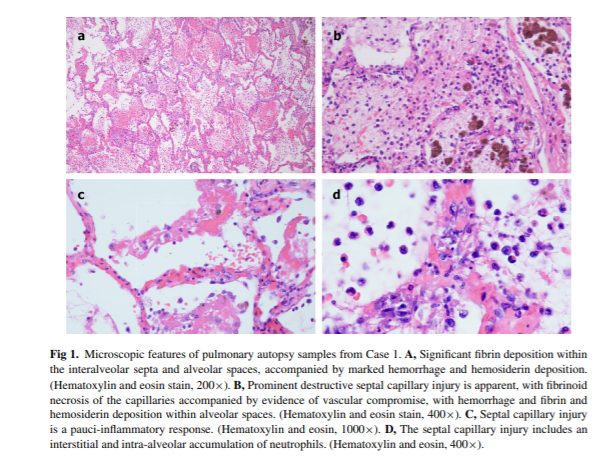 a
b
c
d
Fig 1. Microscopic features of pulmonary autopsy samples from Case 1. A, Significant fibrin deposition within
the interalveolar septa and alveolar spaces, accompanied by marked hemorrhage and hemosiderin deposition.
(Hematoxylin and eosin stain, 200×). B, Prominent destructive septal capillary injury is apparent, with fibrinoid
necrosis of the capillaries accompanied by evidence of vascular compromise, with hemorrhage and fibrin and
hemosiderin deposition within alveolar spaces. (Hematoxylin and eosin stain, 400×). C, Septal capillary injury
is a pauci-inflammatory response. (Hematoxylin and eosin, 1000×). D, The septal capillary injury includes an
interstitial and intra-alveolar accumulation of neutrophils. (Hematoxylin and eosin, 400×).